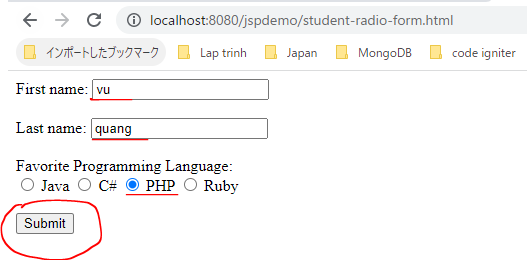 localhost:8080/jspdemo/student-radio-form.html
インポートしたブックマーク Lap trinh Japan MongoDB code igniter
First name: vu
Last name: quang
Favorite Programming Language:
Java C# PHP Ruby
Submit